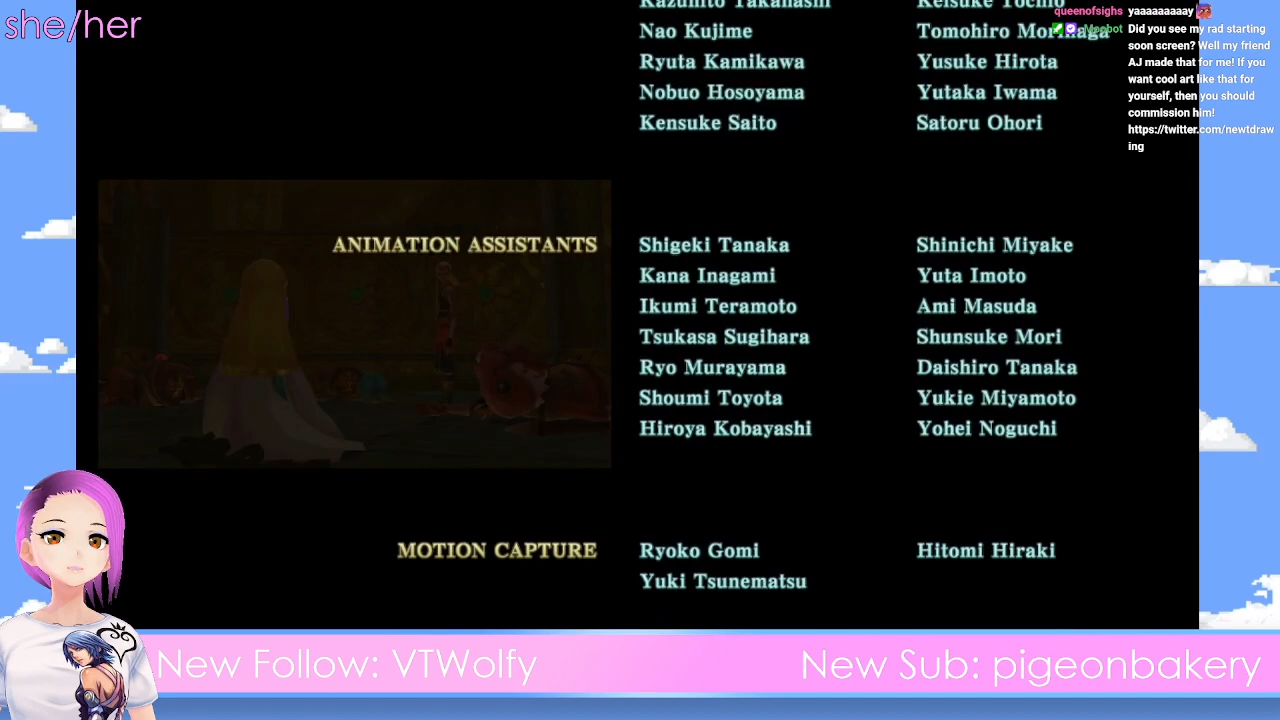 she/her
Nao Kujime
Ryuta Kamikawa Yusuke Hirota
Nobuo Hosoyama Yutaka Iwama
Kensuke Saito Satoru Ohori
ANIMATION ASSISTANTS Shigeki Tanaka Shinichi Miyake
Kana Inagami Yuta Imoto
Ikumi Teramoto Ami Masuda
Tsukasa Sugihara Shunsuke Mori
Ryo Murayama Daishiro Tanaka
Shoumi Toyota Yukie Miyamoto
Hiroya Kobayashi Yohei Noguchi
MOTION CAPTURE Ryoko Gomi Hitomi Hiraki
Yuki Tsunematsu
queenofsighs yaaaaaaaaay
Moobot Did you see my rad starting
soon screen? Well my friend
AJ made that for me! If you
want cool art like that for
yourself, then you should
commission him!
https://twitter.com/newtdraw
ing
New Follow: VTWolfy New Sub: pigeonbakery